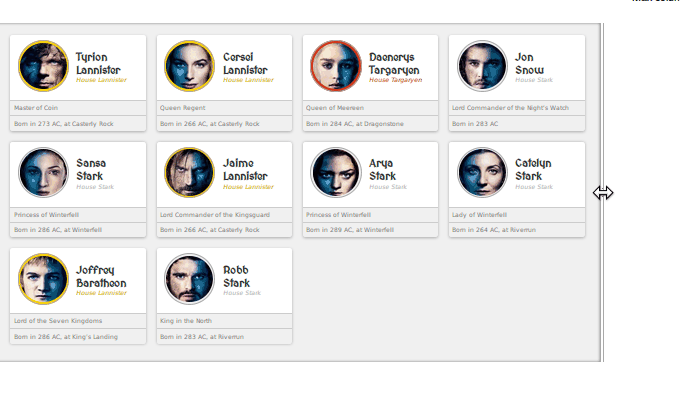 Tyrion
Lannister
House Lannister
Master of Coin
Born in 273 AC, at Casterly Rock
Cersei
Lannister
House Lannister
Queen Regent
Born in 266 AC, at Casterly Rock
Daenerys
Targaryen
House Targaryen
Queen of Meereen
Born in 284 AC, at Dragonstone
Jon
Snow
House Stark
Lord Commander of the Night's Watch
Born in 283 AC
Sansa
Stark
House Stark
Princess of Winterfell
Born in 286 AC, at Winterfell
Jaime
Lannister
House Lannister
Lord Commander of the Kingsguard
Born in 266 AC, at Casterly Rock
Arya
Stark
House Stark
Princess of Winterfell
Born in 289 AC, at Winterfell
Catelyn
Stark
House Stark
Lady of Winterfell
Born in 264 AC, at Riverrun
Joffrey
Baratheon
House Lannister
Lord of the Seven Kingdoms
Born in 286 AC, at King's Landing
Robb
Stark
House Stark
King in the North
Born in 283 AC, at Riverrun